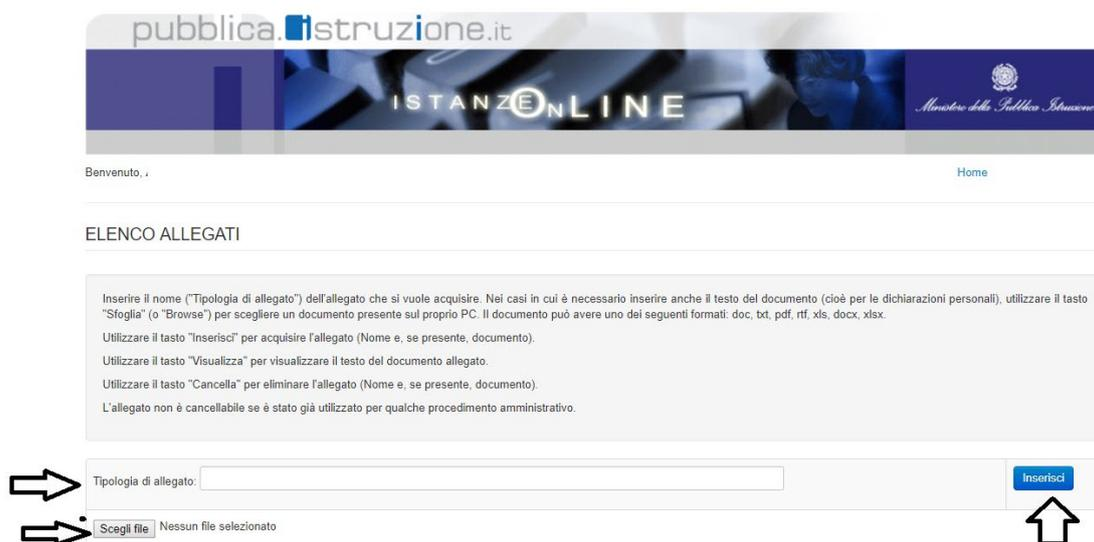 pubblica.istruzione.it
ISTANZE ONLINE
Ministero della Pubblica Istruzione
Benvenuto,
Home
ELENCO ALLEGATI
Inserire il nome ("Tipologia di allegato") dell'allegato che si vuole acquisire. Nei casi in cui è necessario inserire anche il testo del documento (cioè per le dichiarazioni personali), utilizzare il tasto
"Sfoglia" (o "Browse") per scegliere un documento presente sul proprio PC. Il documento può avere uno dei seguenti formati: doc, txt, pdf, rtf, xls, docx, xlsx.
Utilizzare il tasto "Inserisci" per acquisire l'allegato (Nome e, se presente, documento).
Utilizzare il tasto "Visualizza" per visualizzare il testo del documento allegato.
Utilizzare il tasto "Cancella" per eliminare l'allegato (Nome e, se presente, documento).
L'allegato non è cancellabile se è stato già utilizzato per qualche procedimento amministrativo.
Tipologia di allegato:
Inserisci
Scegli file Nessun file selezionato